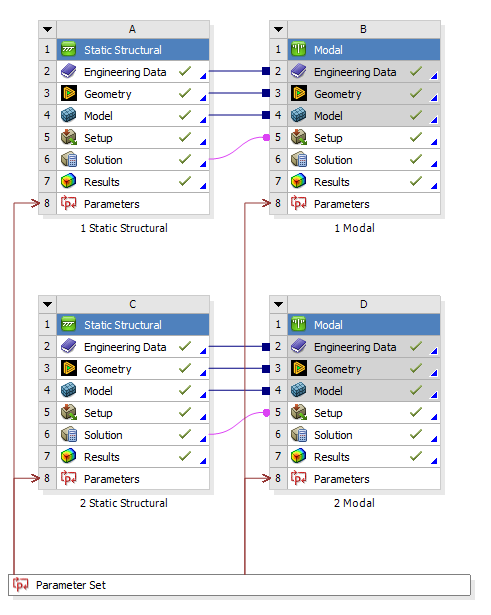 A
1 Static Structural
2 Engineering Data
3 Geometry
4 Model
5 Setup
6 Solution
7 Results
8 Parameters
1 Static Structural
B
1 Modal
2 Engineering Data
3 Geometry
4 Model
5 Setup
6 Solution
7 Results
8 Parameters
1 Modal
C
1 Static Structural
2 Engineering Data
3 Geometry
4 Model
5 Setup
6 Solution
7 Results
8 Parameters
2 Static Structural
D
1 Modal
2 Engineering Data
3 Geometry
4 Model
5 Setup
6 Solution
7 Results
8 Parameters
2 Modal
Parameter Set